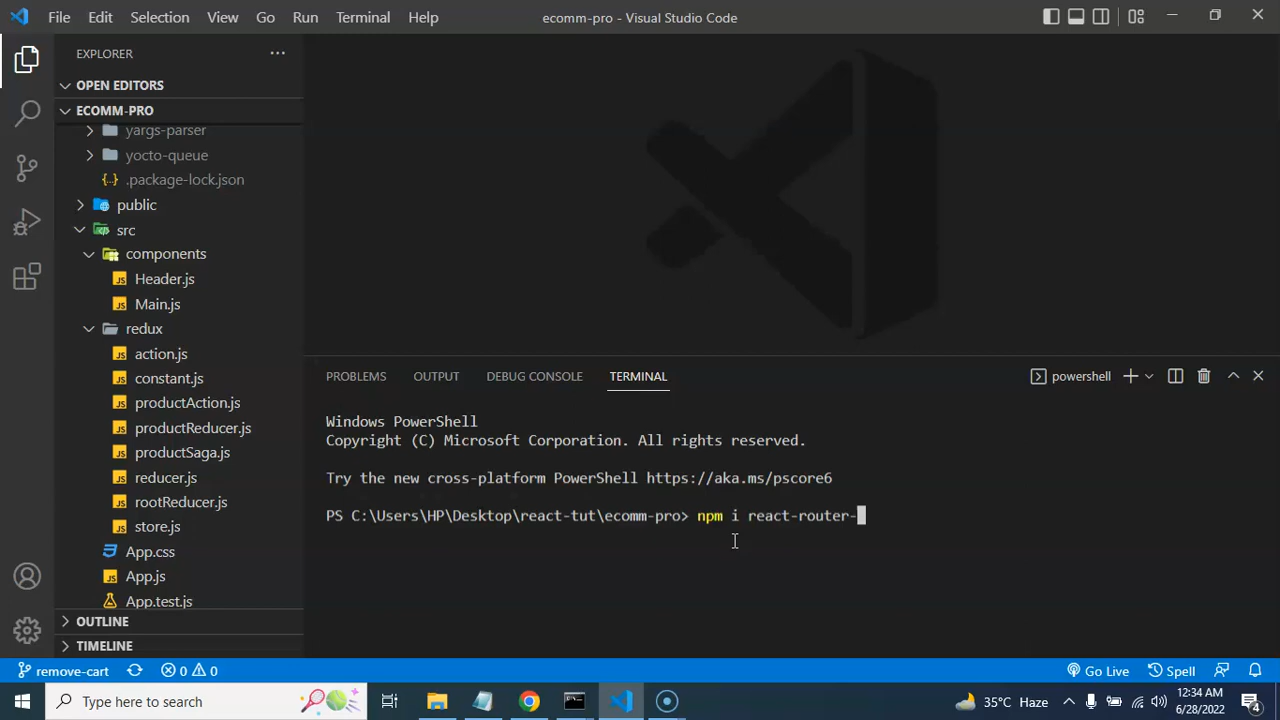 File Edit Selection View Go Run Terminal Help
ecomm-pro - Visual Studio Code
EXPLORER
OPEN EDITORS
ECOMM-PRO
yargs-parser
yocto-queue
.package-lock.json
public
src
components
Header.js
Main.js
redux
action.js
constant.js
productAction.js
productReducer.js
productSaga.js
reducer.js
rootReducer.js
store.js
App.css
App.js
App.test.js
OUTLINE
TIMELINE
PROBLEMS OUTPUT DEBUG CONSOLE TERMINAL
powershell
Windows PowerShell
Copyright (C) Microsoft Corporation. All rights reserved.
Try the new cross-platform PowerShell https://aka.ms/pscore6
PS C:\Users\HP\Desktop\react-tut\ecomm-pro> npm i react-router-
remove-cart 0 0
Go Live Spell
Type here to search
35°C Haze
12:34 AM
6/28/2022
4